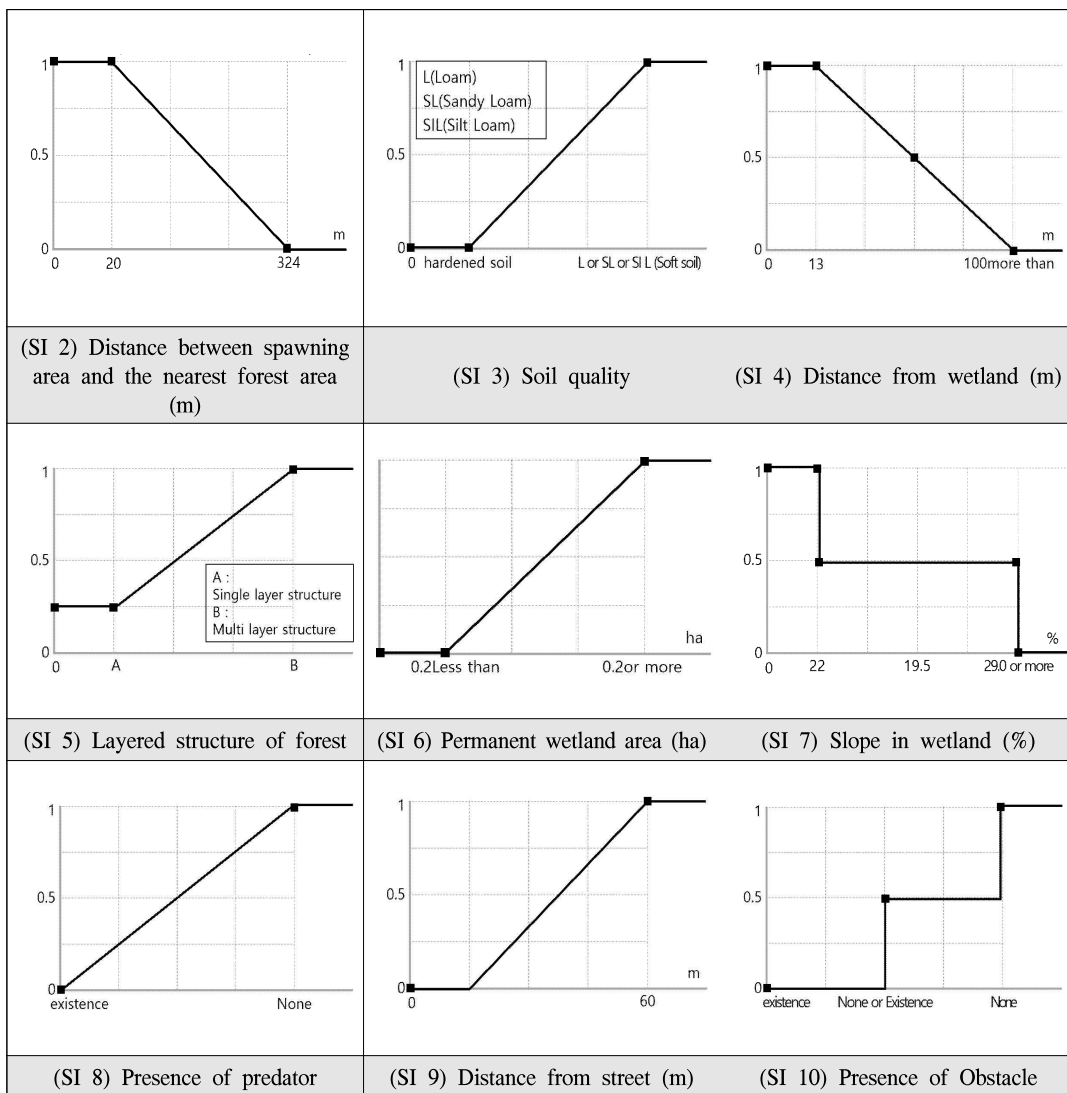 1
0.5
0
0
20
324
m
L(Loam)
SL(Sandy Loam)
SIL(Silt Loam)
1
0.5
0
0 hardened soil
L or SL or SI L (Soft soil)
1
0.5
0
0
13
100more than
m
(SI 2) Distance between spawning
area and the nearest forest area
(m)
(SI 3) Soil quality
(SI 4) Distance from wetland (m)
1
0.5
0
0
A
B
A :
Single layer structure
B :
Multi layer structure
0.2Less than
0.2or more
ha
1
0.5
0
0
22
19.5
29.0 or more
%
(SI 5) Layered structure of forest
(SI 6) Permanent wetland area (ha)
(SI 7) Slope in wetland (%)
1
0.5
0
existence
None
1
0.5
0
0
60
m
1
0.5
0
existence
None or Existence
None
(SI 8) Presence of predator
(SI 9) Distance from street (m)
(SI 10) Presence of Obstacle